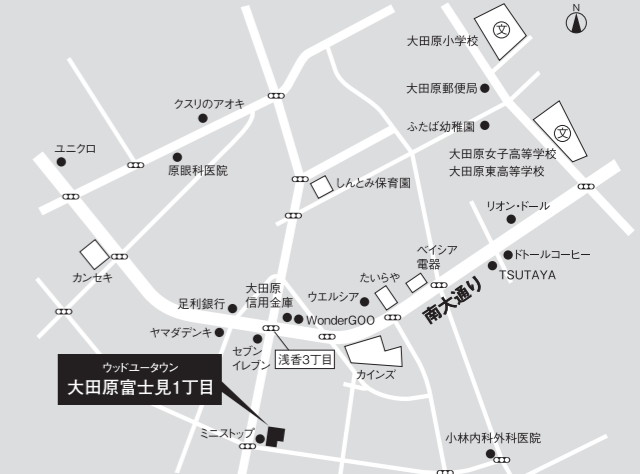 N
文
大田原小学校
大田原郵便局
クスリのアオキ
ふたば幼稚園
文
ユニクロ
原眼科医院
大田原女子高等学校
大田原東高等学校
しんとみ保育園
リオン・ドール
ベイシア
電器
ドトールコーヒー
TSUTAYA
カンセキ
たいらや
大田原
信用金庫
ウエルシア
南大通り
足利銀行
WonderGOO
ヤマダデンキ
セブン
イレブン
浅香3丁目
カインズ
ウッドユータウン
大田原富士見1丁目
ミニストップ
小林内科外科医院